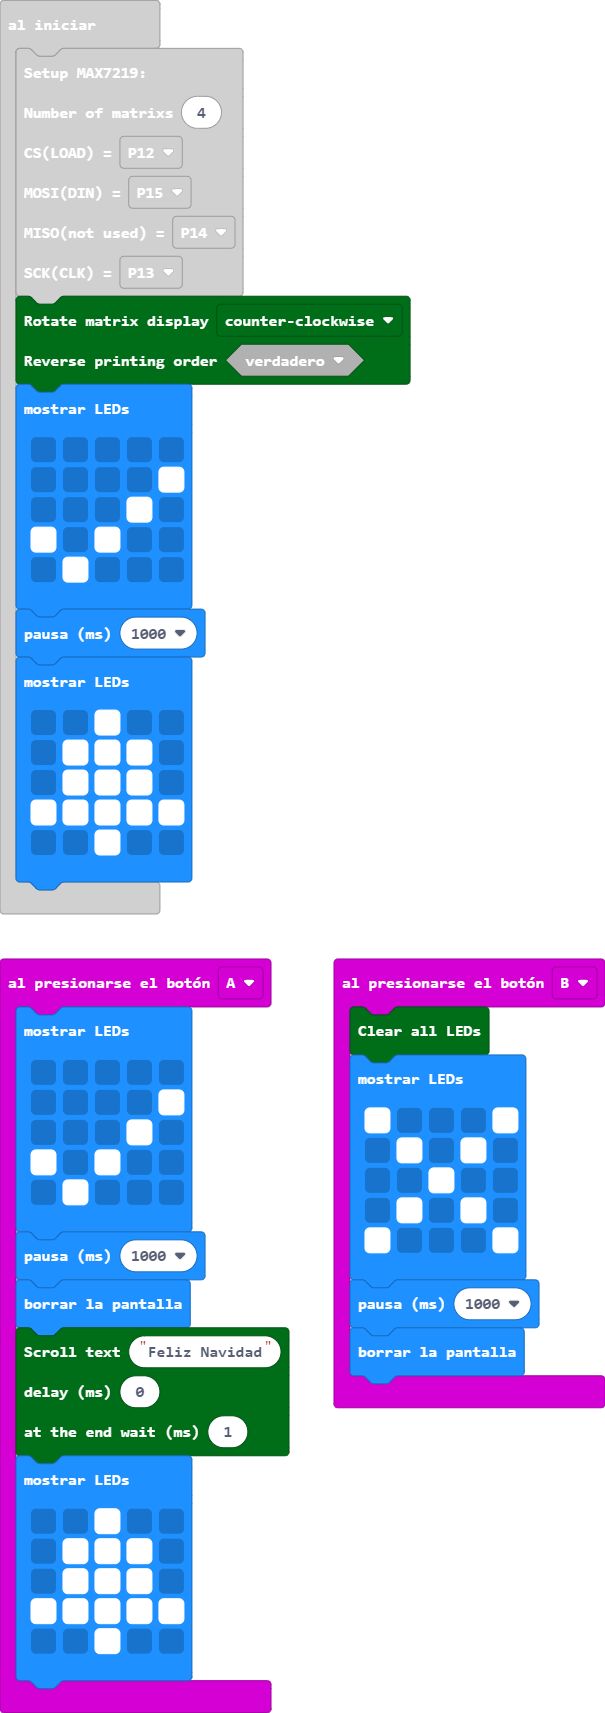 al iniciar
Setup MAX7219:
Number of matrixs 4
CS(LOAD) = P12
MOSI(DIN) = P15
MISO(not used) = P14
SCK(CLK) = P13
Rotate matrix display counter-clockwise
Reverse printing order verdadero
mostrar LEDs
pausa (ms) 1000
mostrar LEDs
al presionarse el botón A
mostrar LEDs
pausa (ms) 1000
borrar la pantalla
Scroll text "Feliz Navidad"
delay (ms) 0
at the end wait (ms) 1
mostrar LEDs
al presionarse el botón B
Clear all LEDs
mostrar LEDs
pausa (ms) 1000
borrar la pantalla